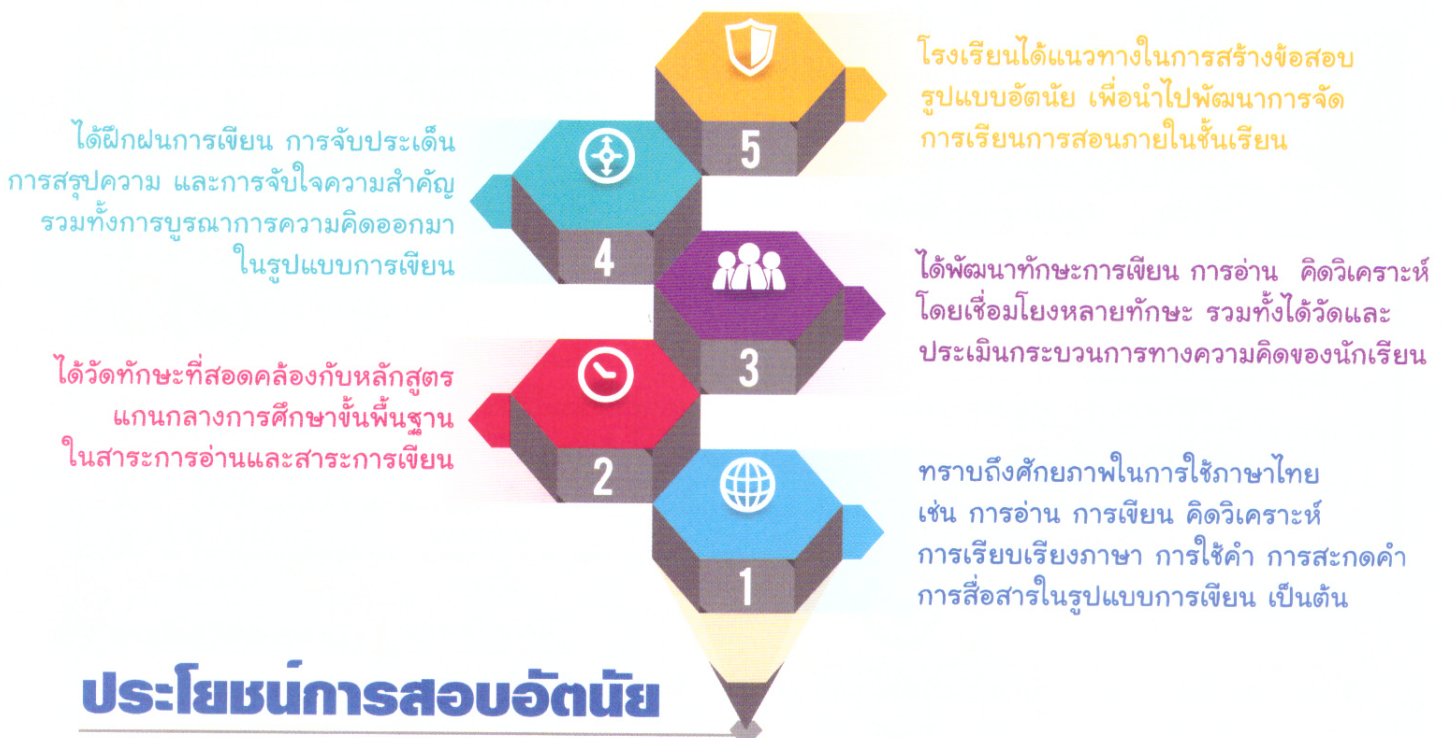 โรงเรียนได้แนวทางในการสร้างข้อสอบ
รูปแบบอัตนัย เพื่อนำไปพัฒนาการจัด
การเรียนการสอนภายในชั้นเรียน
5
ได้ฝึกฝนการเขียน การจับประเด็น
การสรุปความ และการจับใจความสำคัญ
รวมทั้งการบูรณาการความคิดออกมา
ในรูปแบบการเขียน
4
ได้พัฒนาทักษะการเขียน การอ่าน คิดวิเคราะห์
โดยเชื่อมโยงหลายทักษะ รวมทั้งได้วัดและ
ประเมินกระบวนการทางความคิดของนักเรียน
3
ได้วัดทักษะที่สอดคล้องกับหลักสูตร
แกนกลางการศึกษาขั้นพื้นฐาน
ในสาระการอ่านและสาระการเขียน
2
ทราบถึงศักยภาพในการใช้ภาษาไทย
เช่น การอ่าน การเขียน คิดวิเคราะห์
การเรียบเรียงภาษา การใช้คำ การสะกดคำ
การสื่อสารในรูปแบบการเขียน เป็นต้น
1
ประโยชน์การสอบอัตนัย